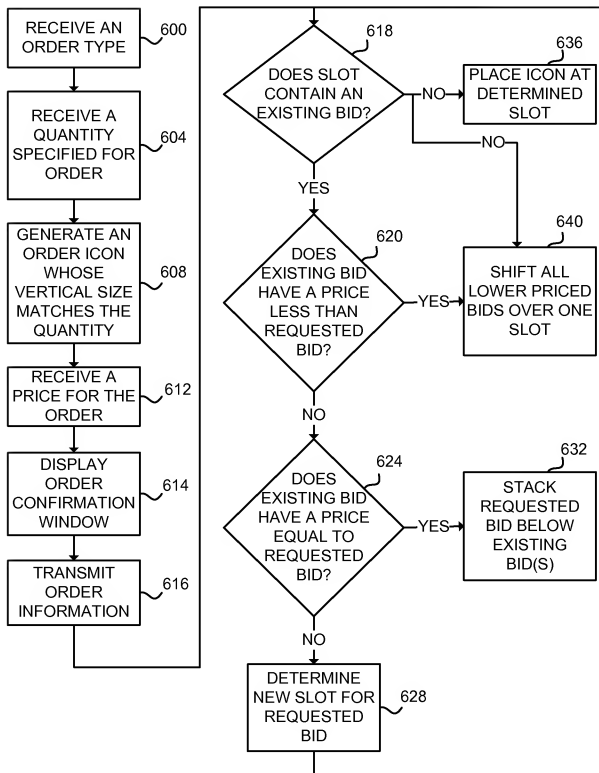 RECEIVE AN
ORDER TYPE
600
RECEIVE A
QUANTITY
SPECIFIED FOR
ORDER
604
GENERATE AN
ORDER ICON
WHOSE
VERTICAL SIZE
MATCHES THE
QUANTITY
608
RECEIVE A
PRICE FOR THE
ORDER
612
DISPLAY
ORDER
CONFIRMATION
WINDOW
614
TRANSMIT
ORDER
INFORMATION
616
DOES SLOT
CONTAIN AN
EXISTING BID?
618
NO
PLACE ICON AT
DETERMINED
SLOT
636
NO
YES
DOES
EXISTING BID
HAVE A PRICE
LESS THAN
REQUESTED
BID?
620
YES
SHIFT ALL
LOWER PRICED
BIDS OVER ONE
SLOT
640
NO
DOES
EXISTING BID
HAVE A PRICE
EQUAL TO
REQUESTED
BID?
624
YES
STACK
REQUESTED
BID BELOW
EXISTING
BID(S)
632
NO
DETERMINE
NEW SLOT FOR
REQUESTED
BID
628